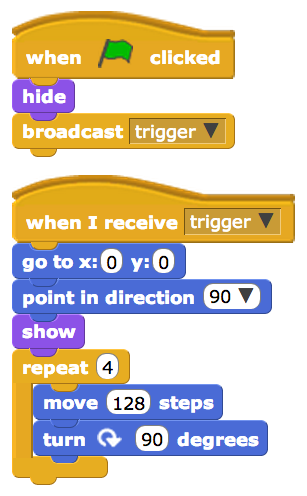 when clicked
hide
broadcast trigger
when I receive trigger
go to x: 0 y: 0
point in direction 90
show
repeat 4
move 128 steps
turn 90 degrees